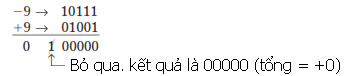 −9 → 10111
+9 → 01001
0 1 00000
Bỏ qua. kết quả là 00000 (tổng = +0)